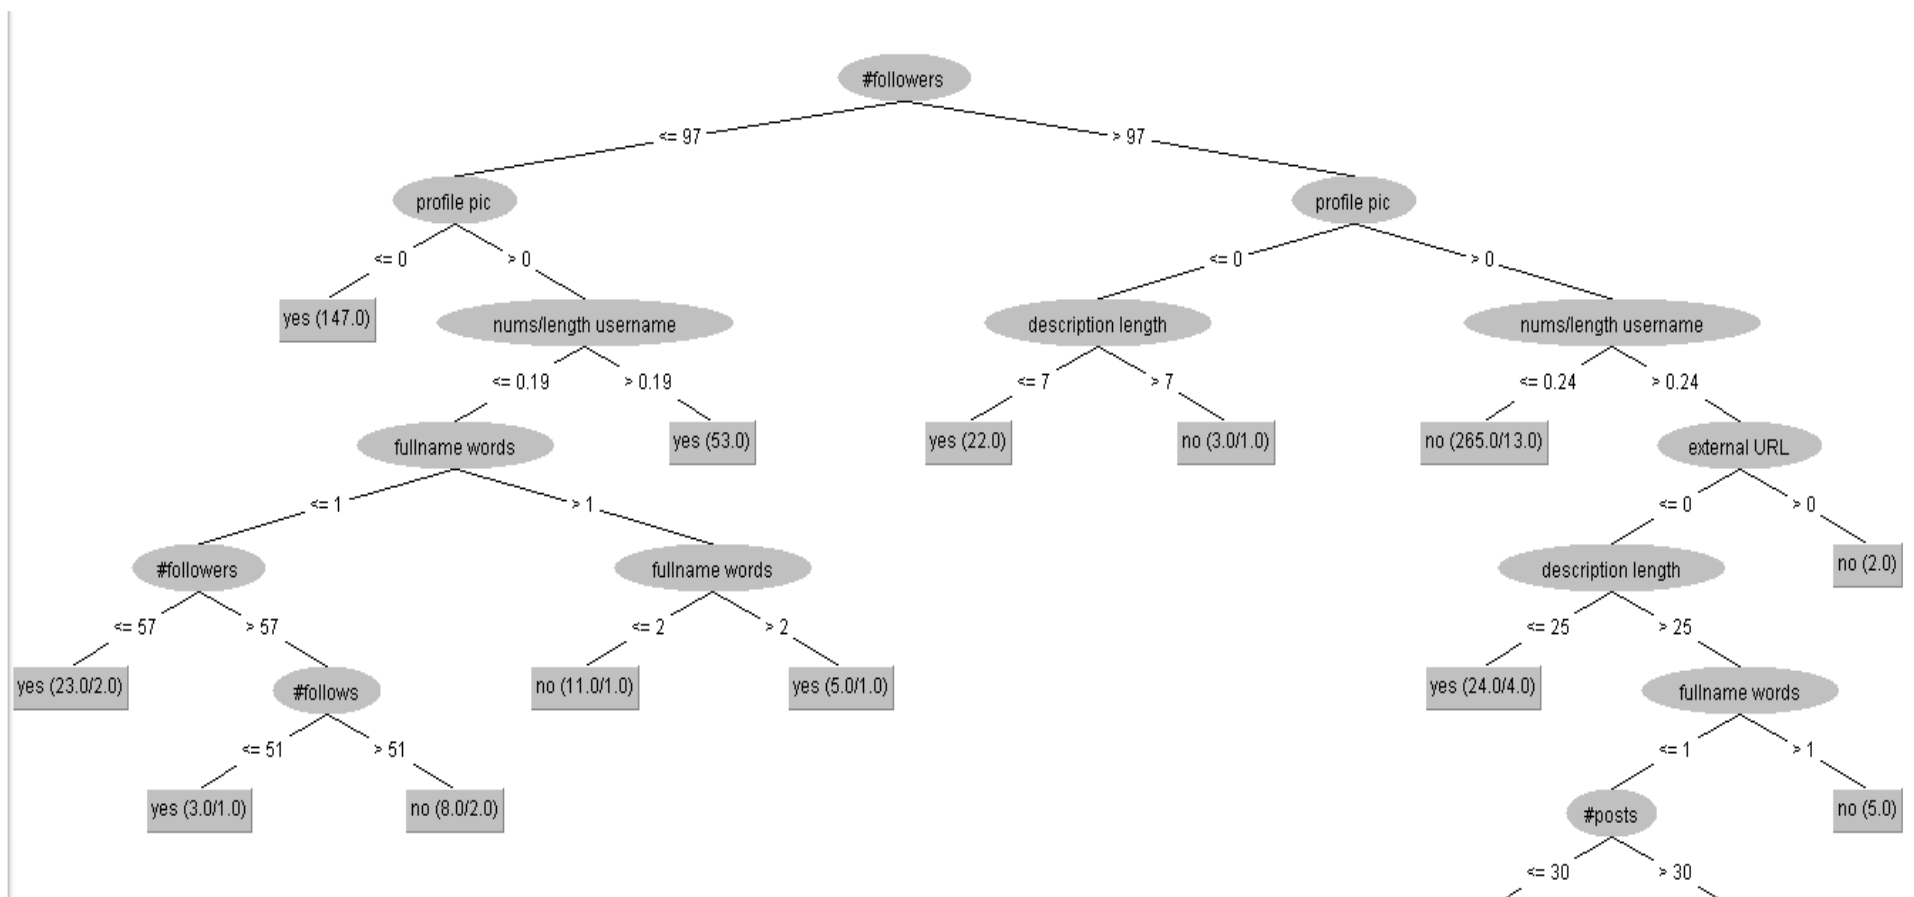 #followers
<= 97
> 97
profile pic
profile pic
<= 0
> 0
<= 0
> 0
yes (147.0)
nums/length username
description length
nums/length username
<= 0.19
> 0.19
<= 7
> 7
<= 0.24
> 0.24
fullname words
yes (53.0)
yes (22.0)
no (3.0/1.0)
no (265.0/13.0)
external URL
<= 1
> 1
<= 0
> 0
#followers
fullname words
description length
no (2.0)
<= 57
> 57
<= 2
> 2
<= 25
> 25
yes (23.0/2.0)
#follows
no (11.0/1.0)
yes (5.0/1.0)
yes (24.0/4.0)
fullname words
<= 51
> 51
<= 1
> 1
yes (3.0/1.0)
no (8.0/2.0)
#posts
no (5.0)
<= 30
> 30